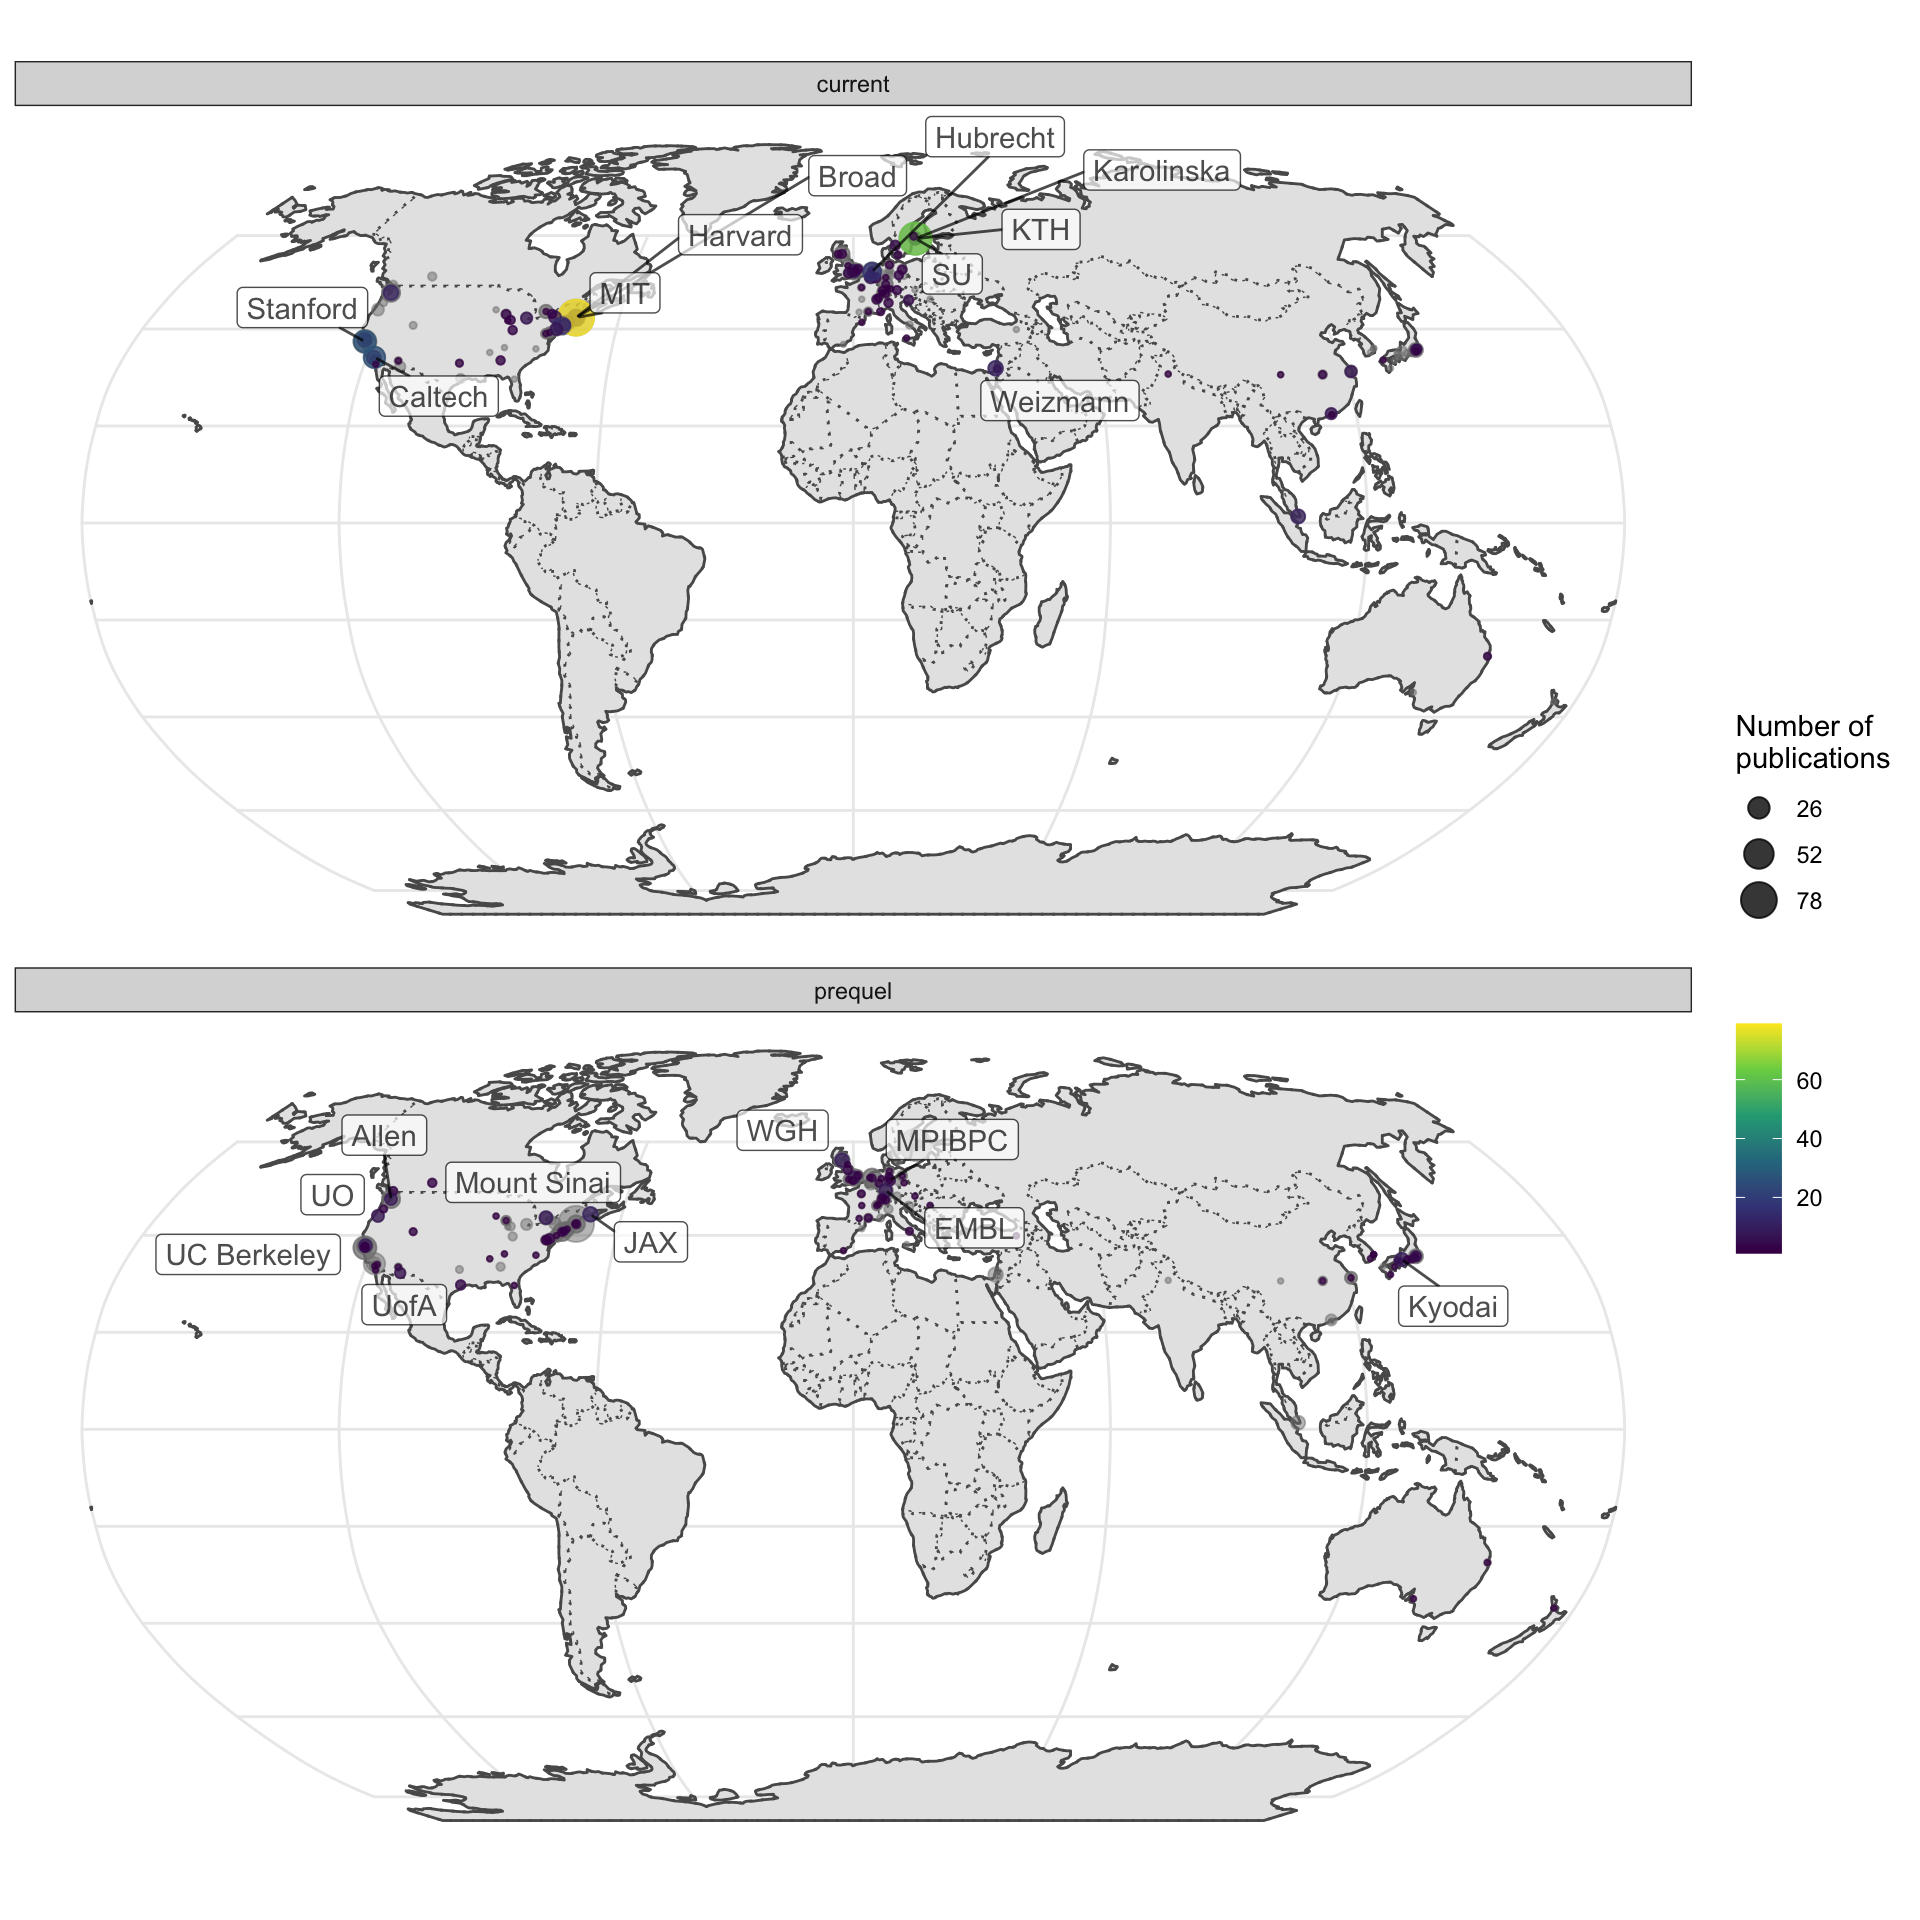 current
Hubrecht
Karolinska
Broad
KTH
Harvard
SU
MIT
Stanford
Caltech
Weizmann
Number of
publications
26
52
78
prequel
60
40
20
Allen
WGH
MPIBPC
Mount Sinai
UO
EMBL
JAX
UC Berkeley
UofA
Kyodai